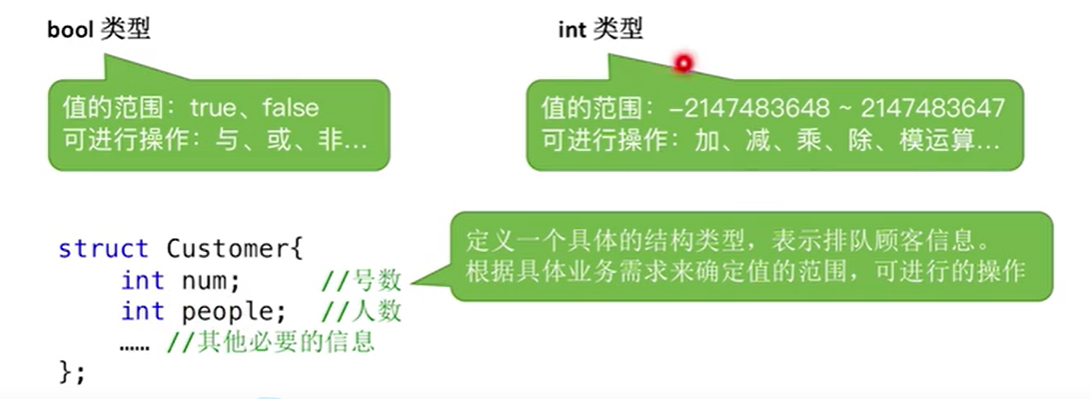 bool 类型
int 类型
值的范围：true、false
可进行操作：与、或、非...
值的范围：-2147483648 ~ 2147483647
可进行操作：加、减、乘、除、模运算...
struct Customer{
int num; //号数
int people; //人数
…… //其他必要的信息
};
定义一个具体的结构类型，表示排队顾客信息。
根据具体业务需求来确定值的范围，可进行的操作